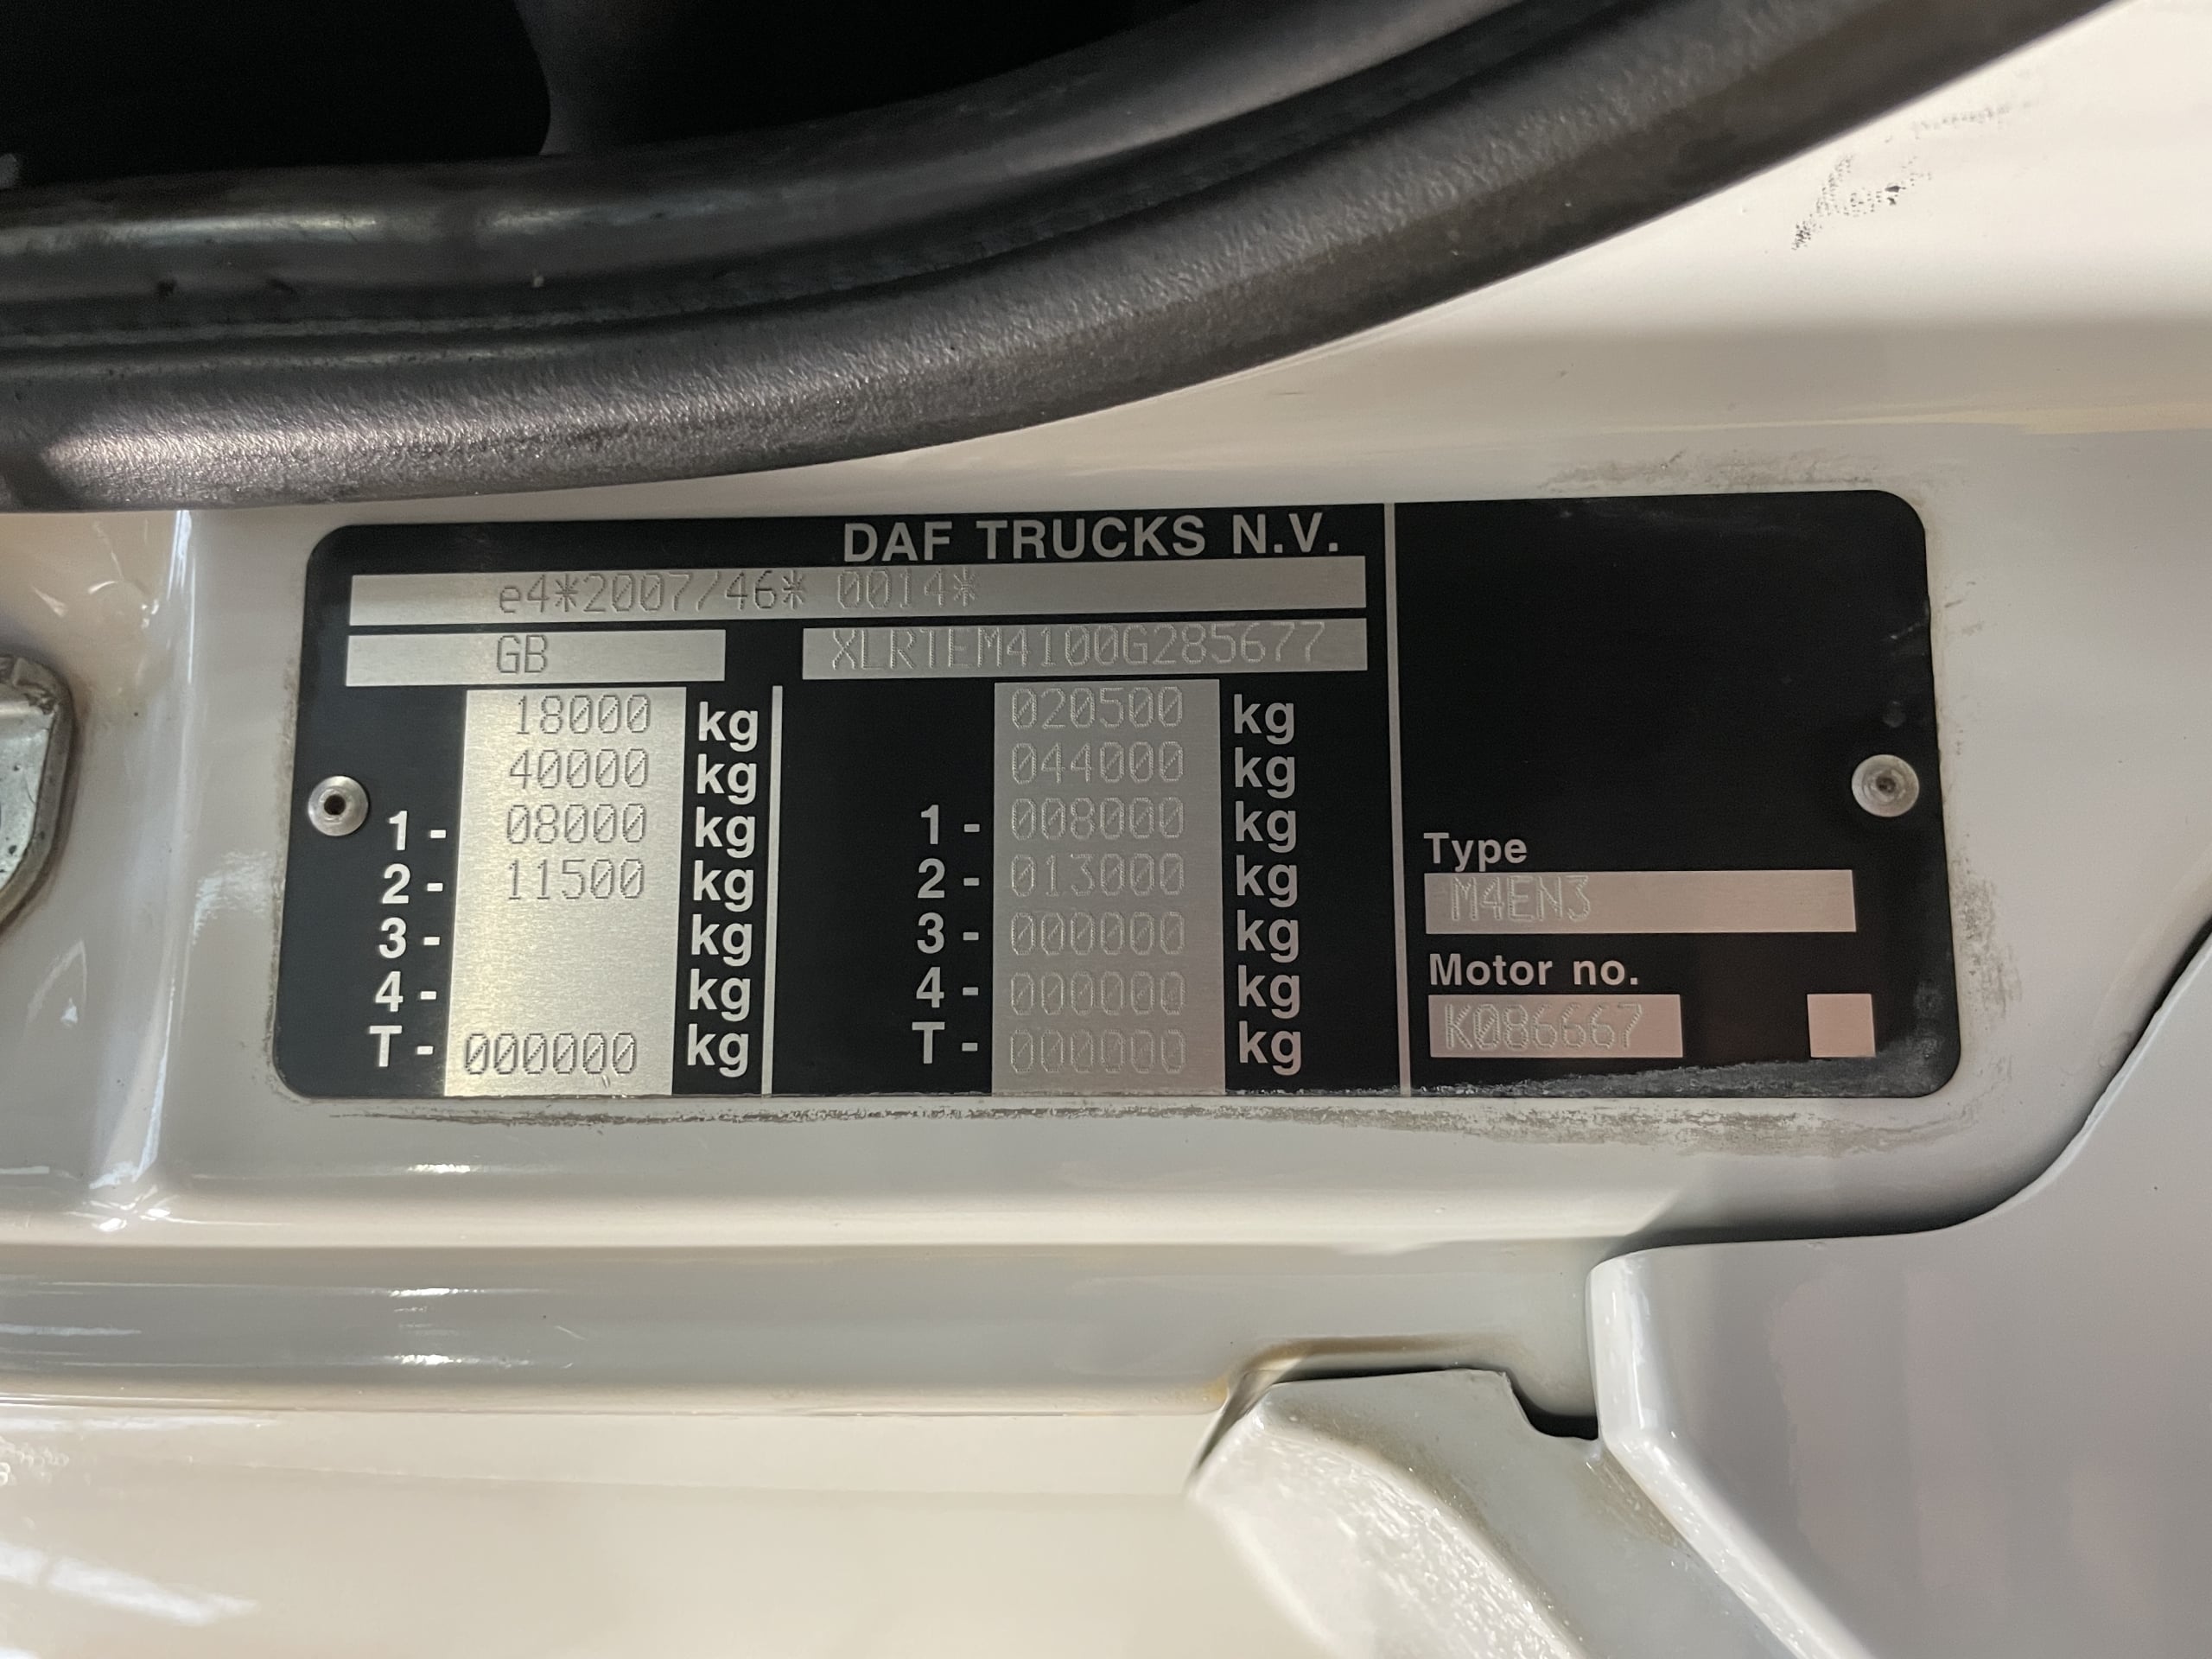 DAF TRUCKS N.V.
e4*2007/46* 0014*
GB XLRTEM4100G285677
18000 kg 020500 kg
40000 kg 044000 kg
1- 08000 kg 1- 008000 kg
2- 11500 kg 2- 013000 kg
3- kg 3- 000000 kg
4- kg 4- 000000 kg
T- 000000 kg T- 000000 kg
Type
M4EN3
Motor no.
K086667